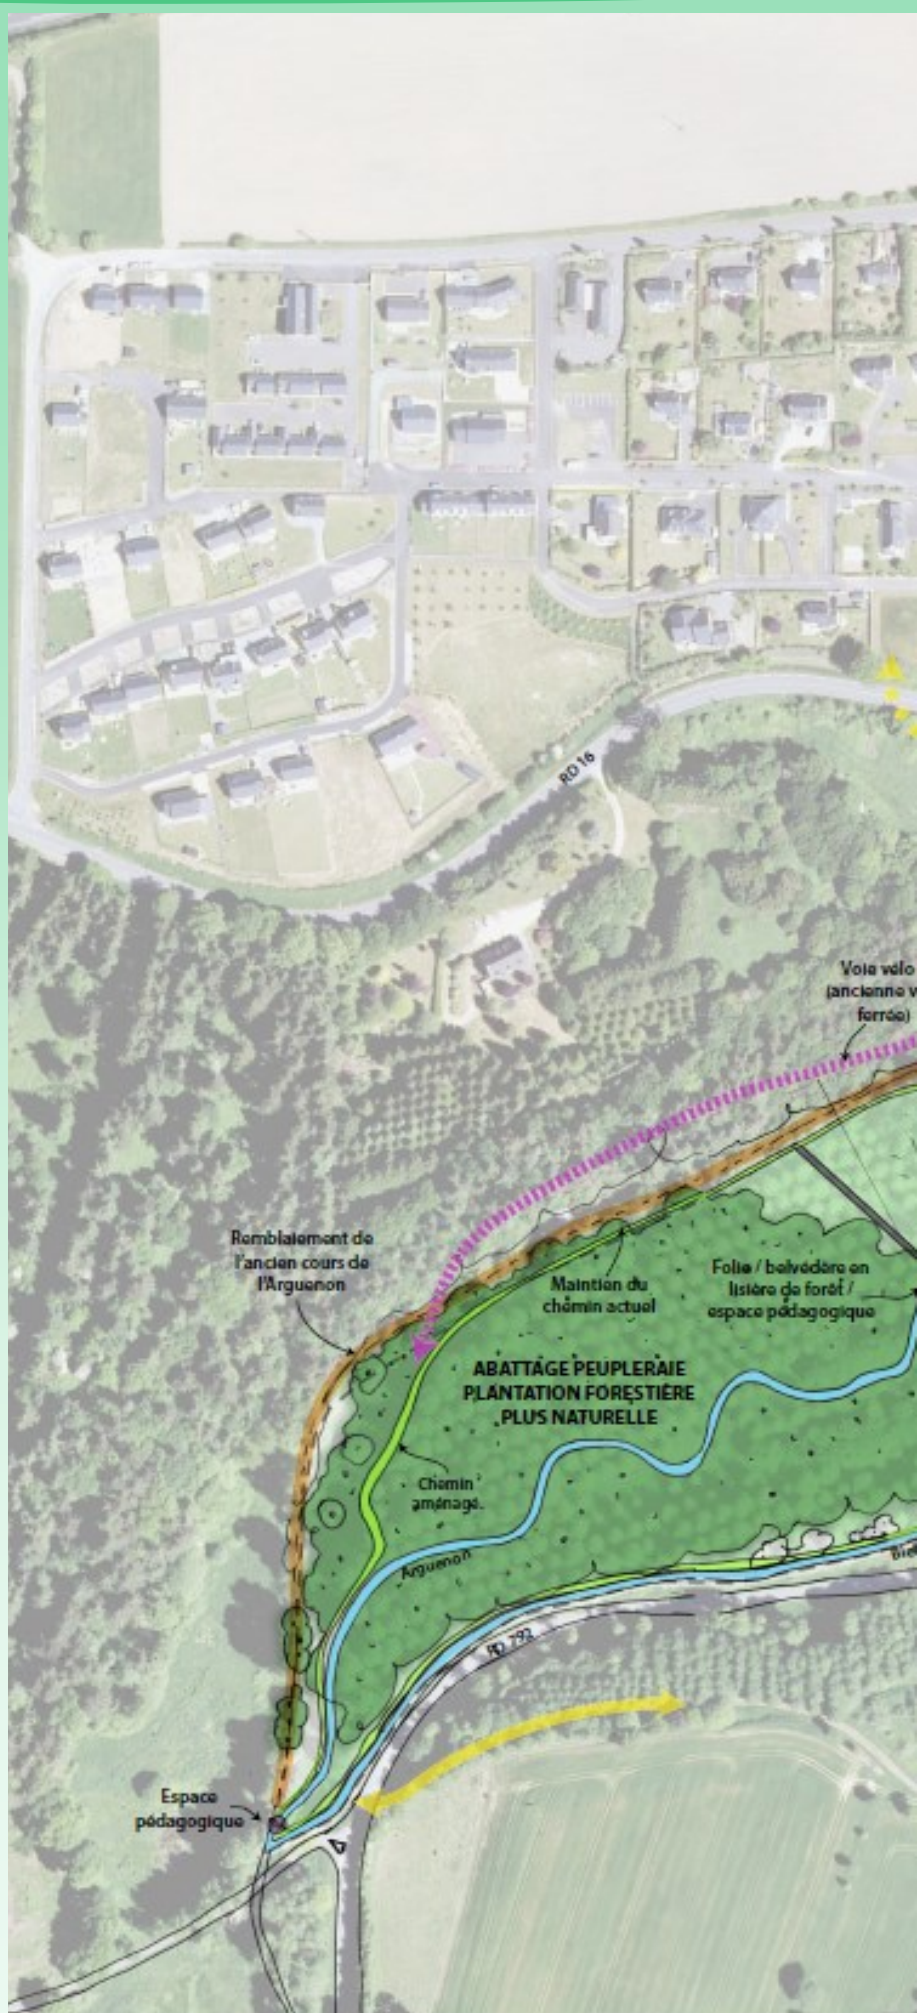 RD 16
Voie vélo
(ancienne
ferrée)
Remblaiement de
l'ancien cours de
l'Arguenon
Maintien du
chemin actuel
Folie / belvédère en
lisière de forêt /
espace pédagogique
ABATTAGE PEUPLERAIE
PLANTATION FORESTIÈRE
PLUS NATURELLE
Chemin
aménagé
Arguenon
RD 792
Espace
pédagogique